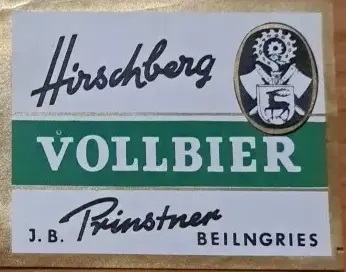 Hirschberg
VOLLBIER
J. B. Prinstner BEILNGRIES